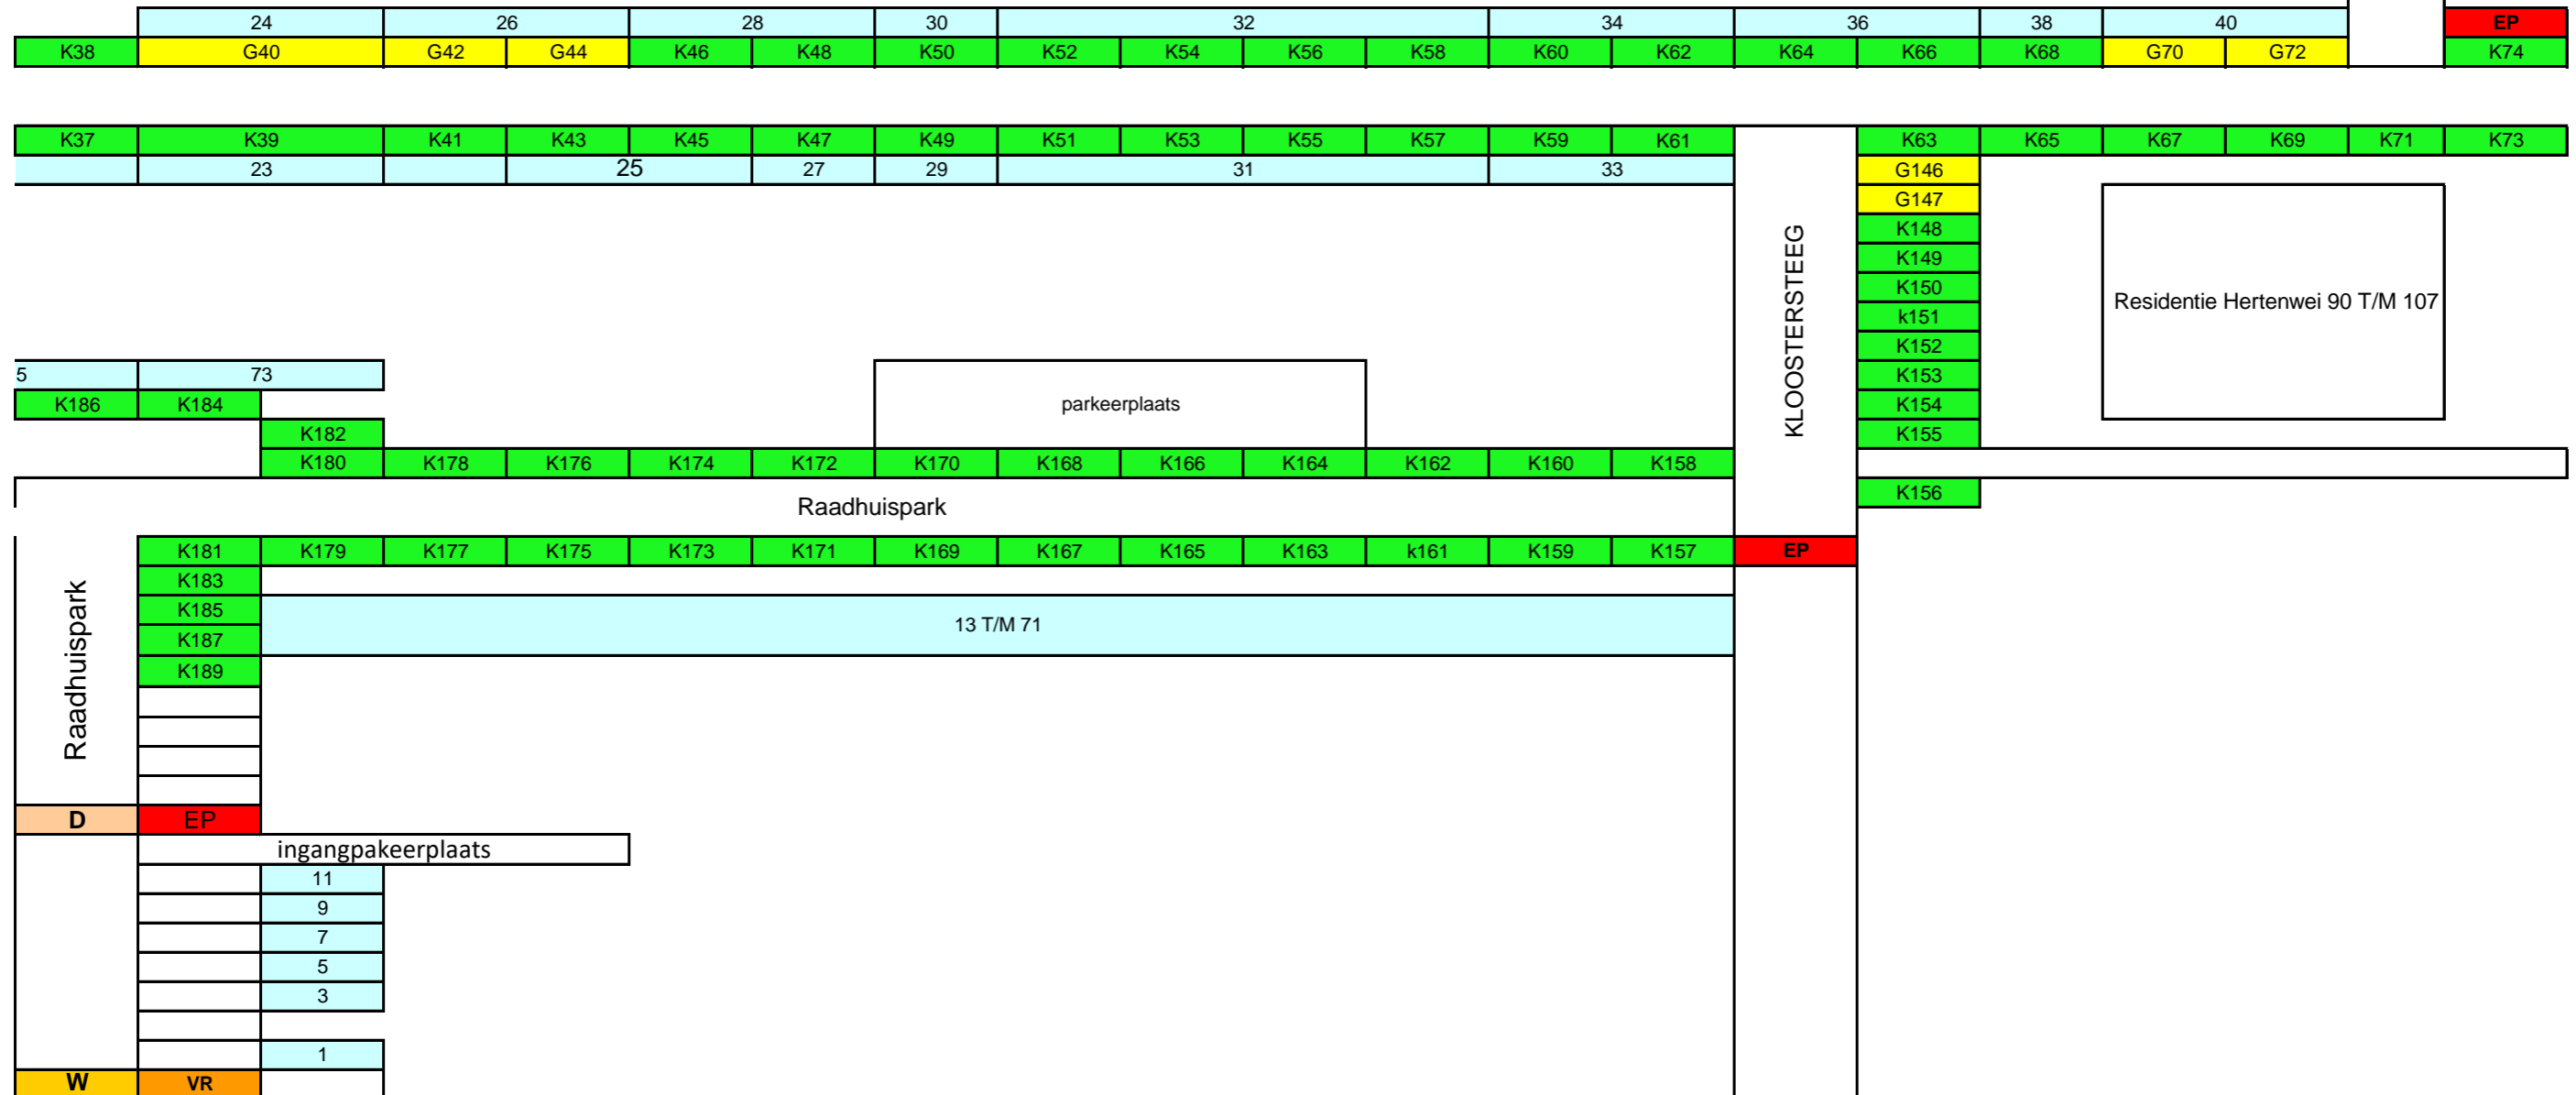 24 26 28 30 32 34 36 38 40 EP
K38 G40 G42 G44 K46 K48 K50 K52 K54 K56 K58 K60 K62 K64 K66 K68 G70 G72 K74
K37 K39 K41 K43 K45 K47 K49 K51 K53 K55 K57 K59 K61 K63 K65 K67 K69 K71 K73
23 25 27 29 31 33 G146
G147
K148
K149
K150
Residentie Hertenwei 90 T/M 107
k151
KLOOSTERSTEEG
K152
5 73 K153
K186 K184 parkeerplaats K154
K182 K155
K180 K178 K176 K174 K172 K170 K168 K166 K164 K162 K160 K158
K156
Raadhuispark
K181 K179 K177 K175 K173 K171 K169 K167 K165 K163 k161 K159 K157 EP
K183
K185
13 T/M 71
K187
Raadhuispark
K189
D EP
ingangpakeerplaats
11
9
7
5
3
1
W VR